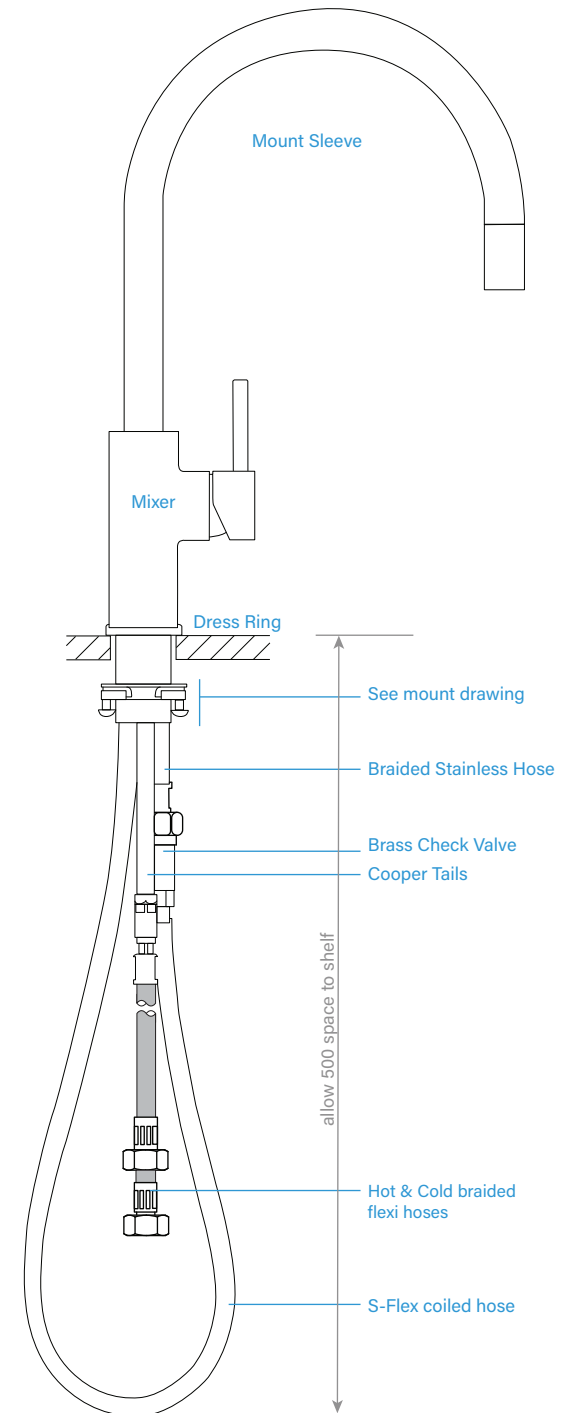 Mount Sleeve
Mixer
Dress Ring
See mount drawing
Braided Stainless Hose
Brass Check Valve
Cooper Tails
allow 500 space to shelf
Hot & Cold braided
flexi hoses
S-Flex coiled hose